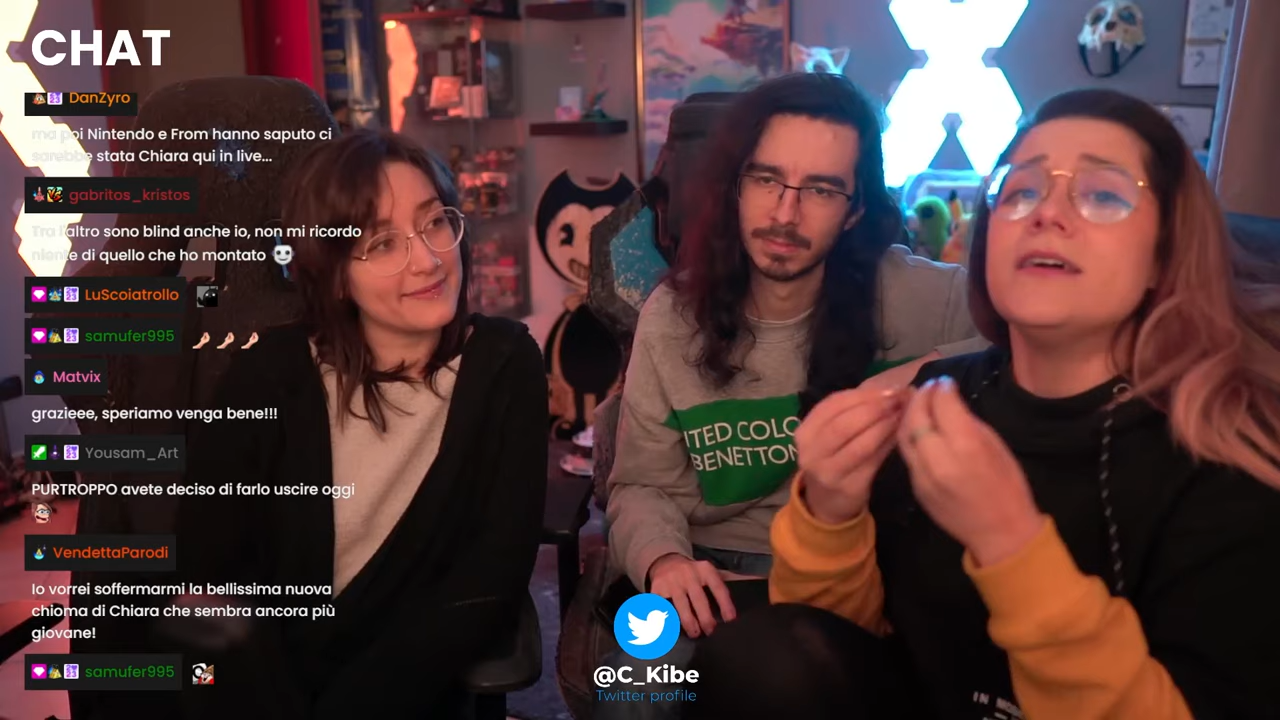 CHAT
DanZyro
ma poi Nintendo e From hanno saputo ci
sarebbe stata Chiara qui in live...
gabritos_kristos
Tra l'altro sono blind anche io, non mi ricordo
niente di quello che ho montato
LuScoiatrollo
samufer995
Matvix
grazieee, speriamo venga bene!!!
Yousam_Art
PURTROPPO avete deciso di farlo uscire oggi
VendettaParodi
Io vorrei soffermarmi la bellissima nuova
chioma di Chiara che sembra ancora più
giovane!
samufer995
ITED COLO
BENETTON
@C_Kibe
Twitter profile